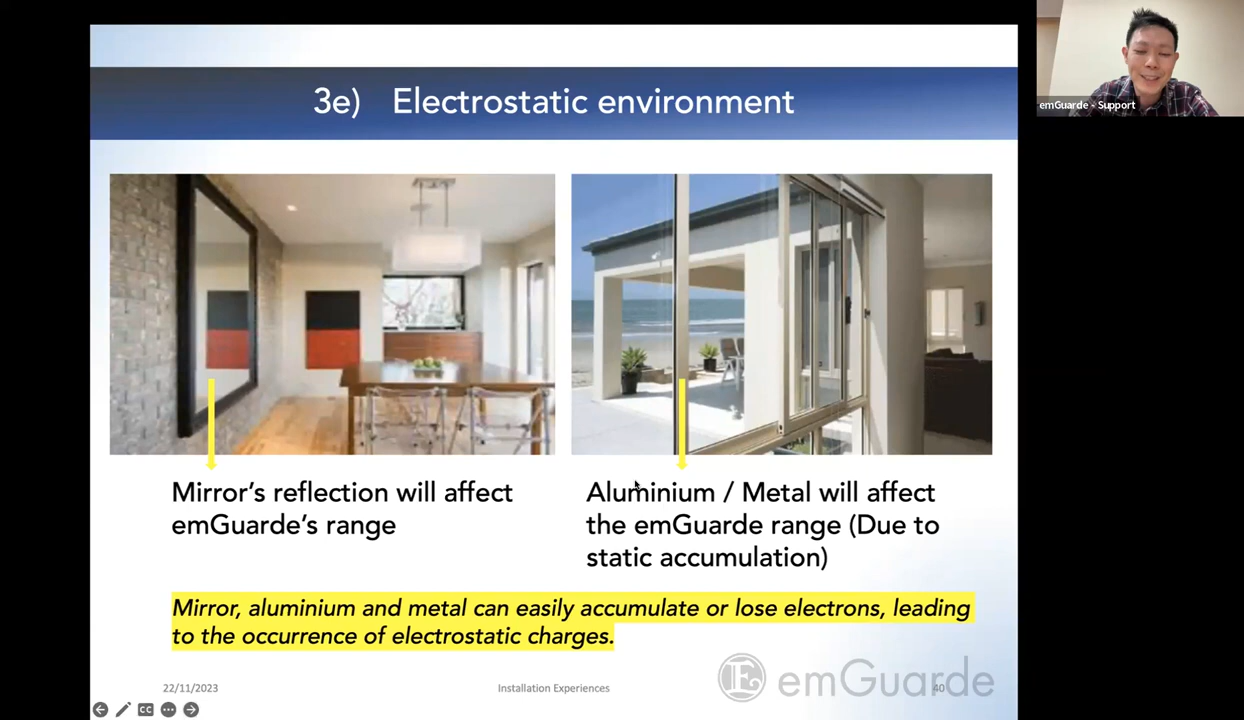 3e) Electrostatic environment
emGuarde - Support
Mirror's reflection will affect
emGuarde's range
Aluminium / Metal will affect
the emGuarde range (Due to
static accumulation)
Mirror, aluminium and metal can easily accumulate or lose electrons, leading
to the occurrence of electrostatic charges.
22/11/2023
Installation Experiences
40
E emGuarde
CC